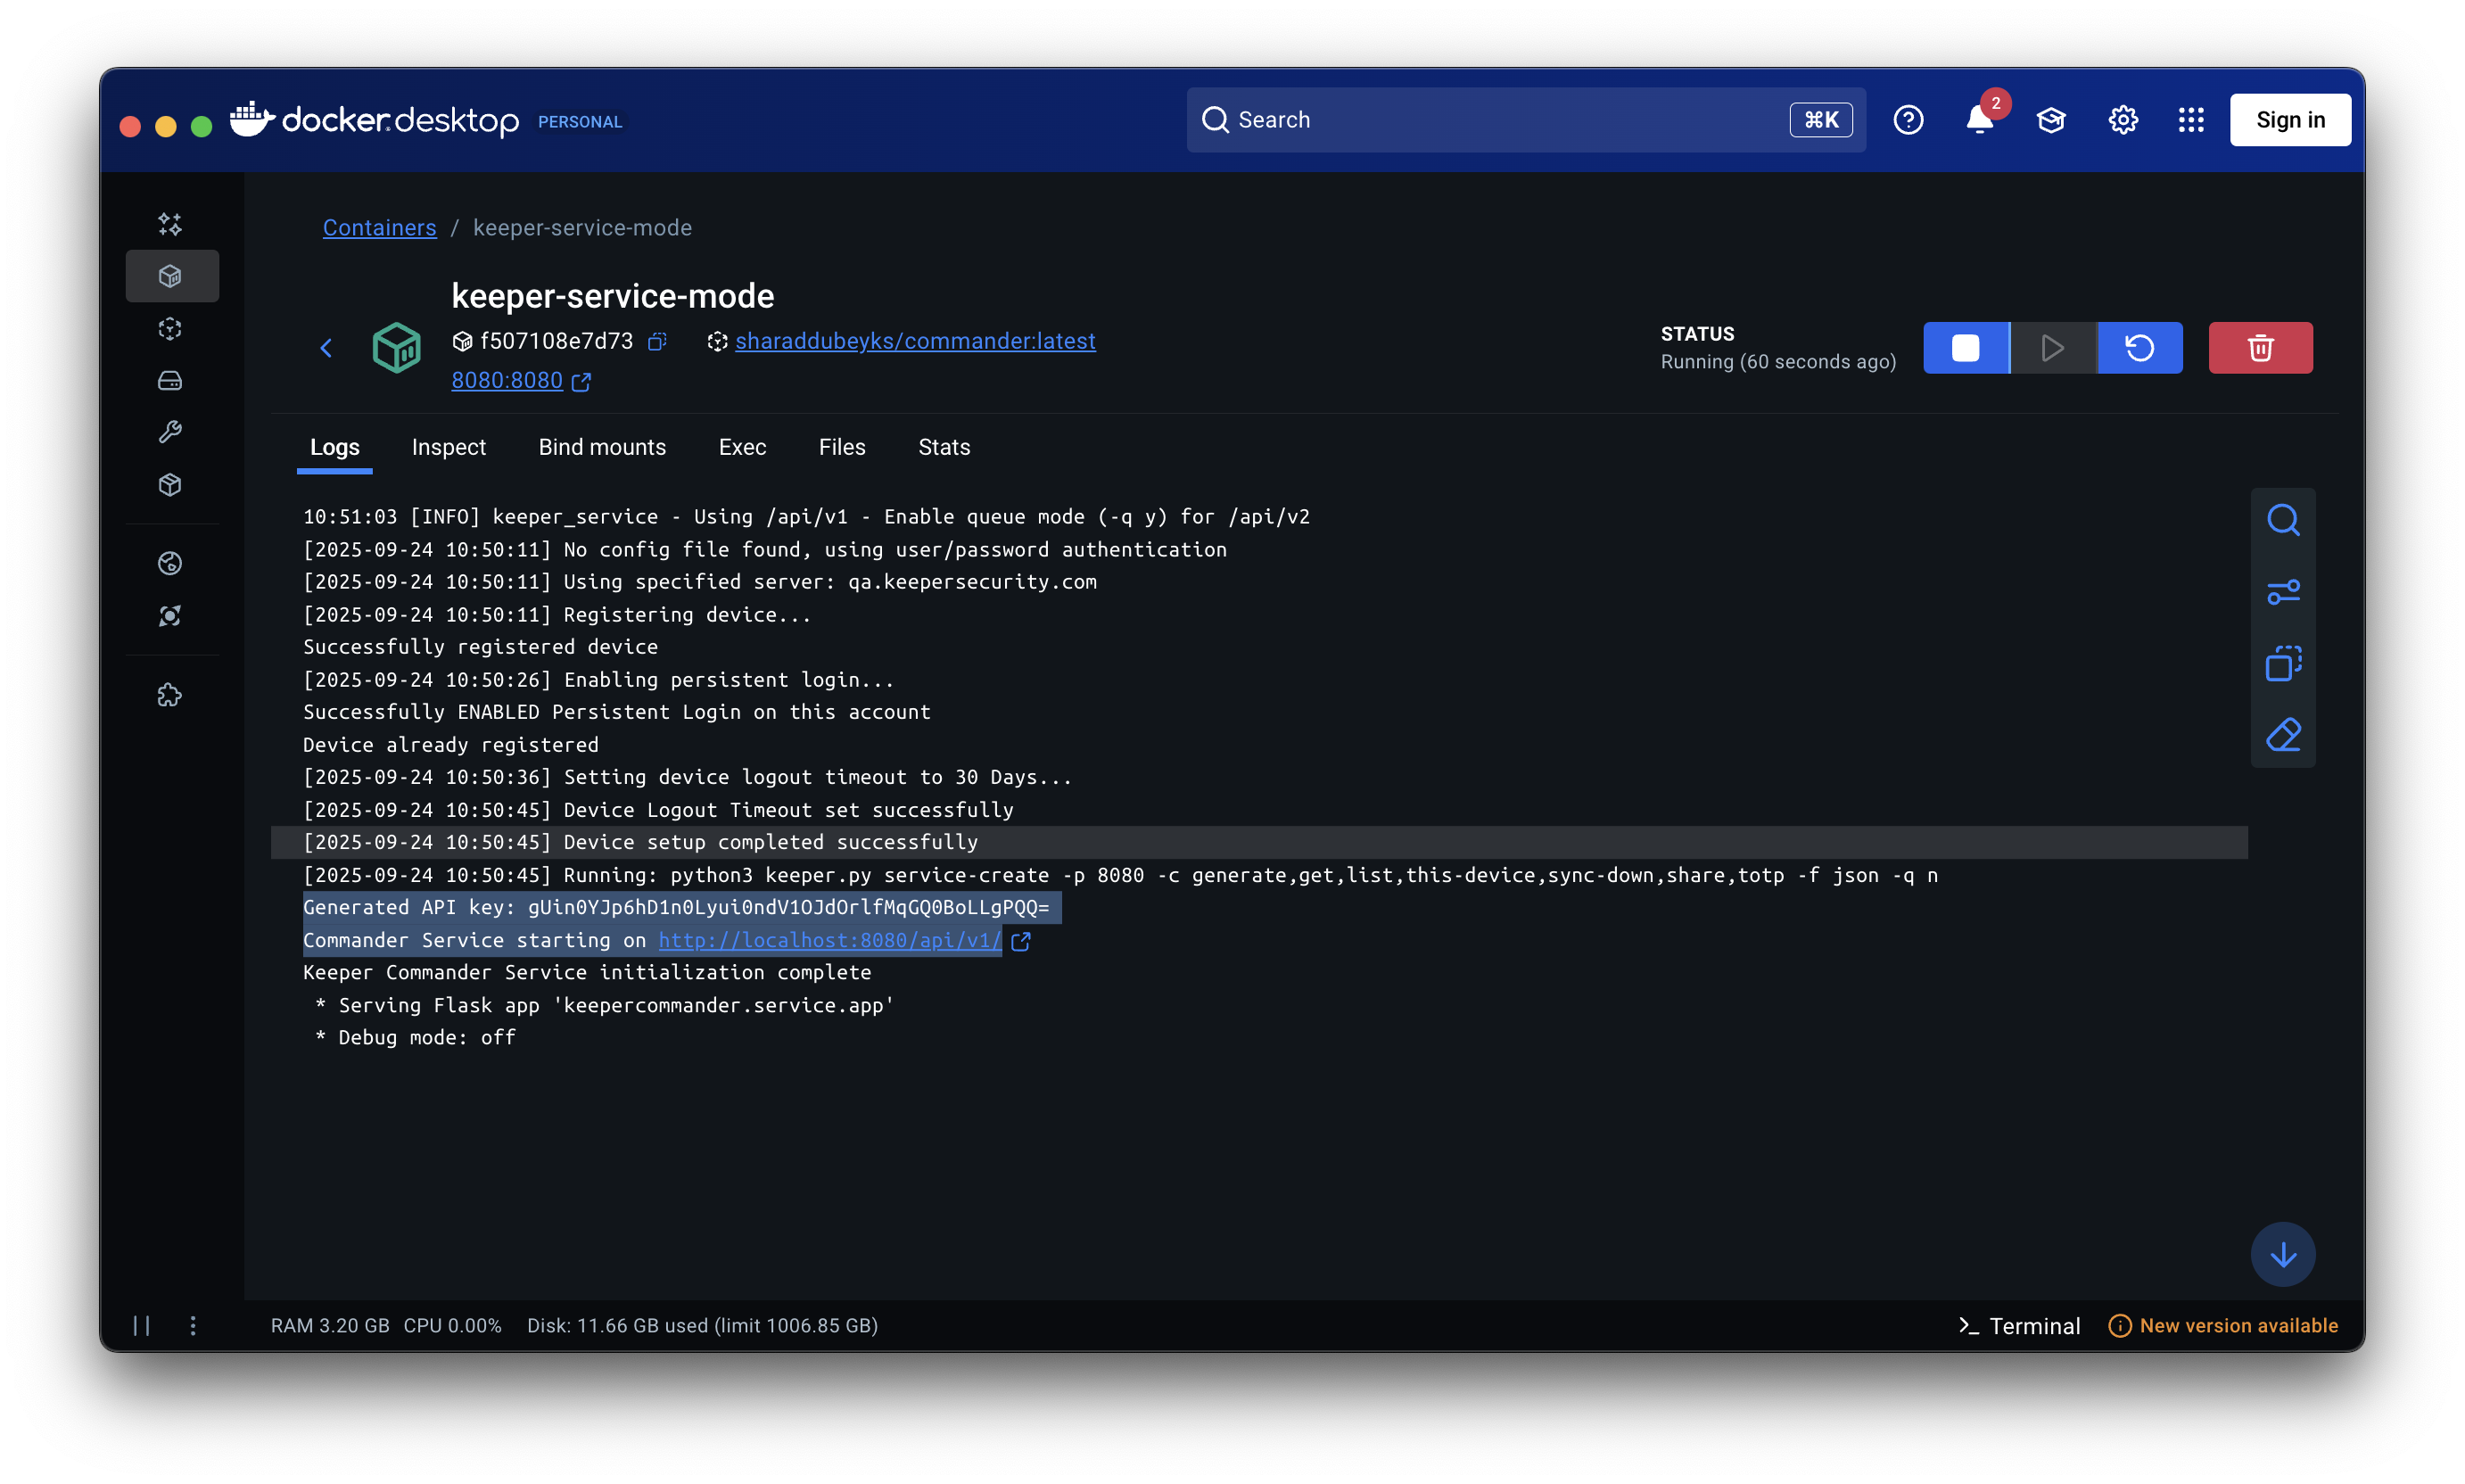 docker desktop PERSONAL
Search ⌘K
2
Sign in
Containers / keeper-service-mode
keeper-service-mode
f507108e7d73 sharaddubeyks/commander:latest
8080:8080
STATUS
Running (60 seconds ago)
Logs Inspect Bind mounts Exec Files Stats
10:51:03 [INFO] keeper_service - Using /api/v1 - Enable queue mode (-q y) for /api/v2
[2025-09-24 10:50:11] No config file found, using user/password authentication
[2025-09-24 10:50:11] Using specified server: qa.keepersecurity.com
[2025-09-24 10:50:11] Registering device...
Successfully registered device
[2025-09-24 10:50:26] Enabling persistent login...
Successfully ENABLED Persistent Login on this account
Device already registered
[2025-09-24 10:50:36] Setting device logout timeout to 30 Days...
[2025-09-24 10:50:45] Device Logout Timeout set successfully
[2025-09-24 10:50:45] Device setup completed successfully
[2025-09-24 10:50:45] Running: python3 keeper.py service-create -p 8080 -c generate,get,list,this-device,sync-down,share,totp -f json -q n
Generated API key: gUin0YJp6hD1n0Lyui0ndV1OJdOrlfMqGQ0BoLLgPQQ=
Commander Service starting on http://localhost:8080/api/v1/
Keeper Commander Service initialization complete
* Serving Flask app 'keepercommander.service.app'
* Debug mode: off
RAM 3.20 GB CPU 0.00% Disk: 11.66 GB used (limit 1006.85 GB)
Terminal
New version available